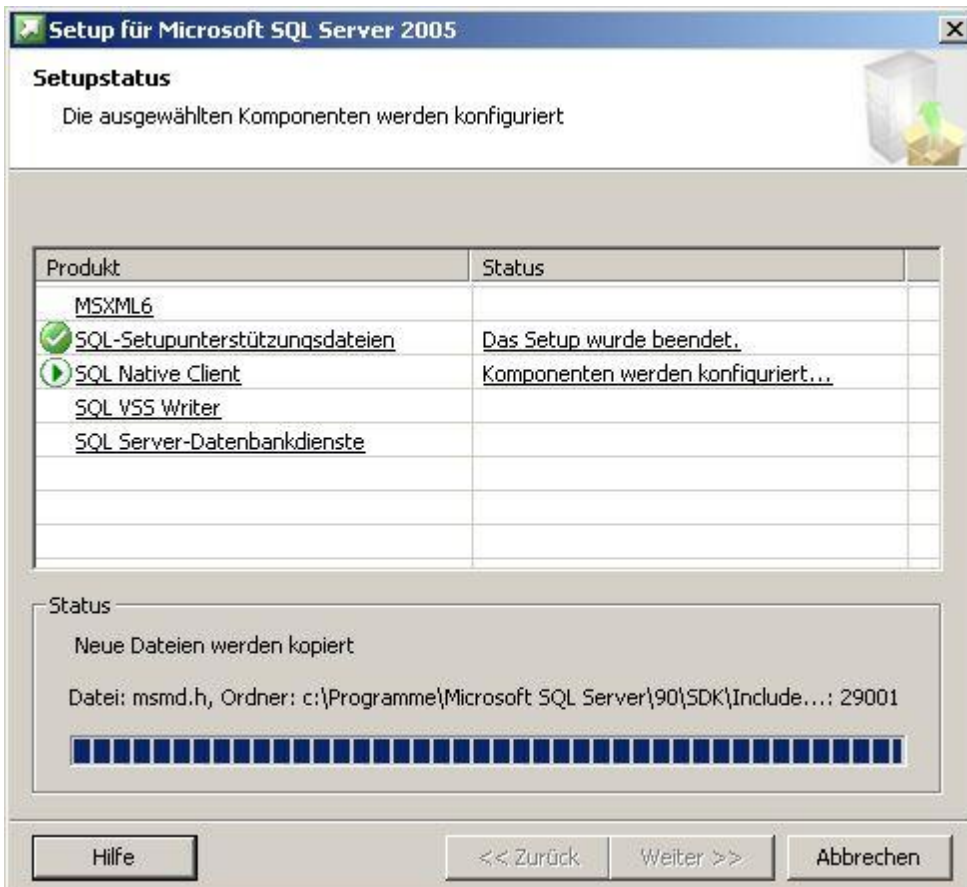 Setup für Microsoft SQL Server 2005
Setupstatus
Die ausgewählten Komponenten werden konfiguriert
Produkt Status
MSXML6
SQL-Setupunterstützungsdateien Das Setup wurde beendet.
SQL Native Client Komponenten werden konfiguriert...
SQL VSS Writer
SQL Server-Datenbankdienste
Status
Neue Dateien werden kopiert
Datei: msmd.h, Ordner: c:\Programme\Microsoft SQL Server\90\SDK\Include...: 29001
Hilfe << Zurück Weiter >> Abbrechen